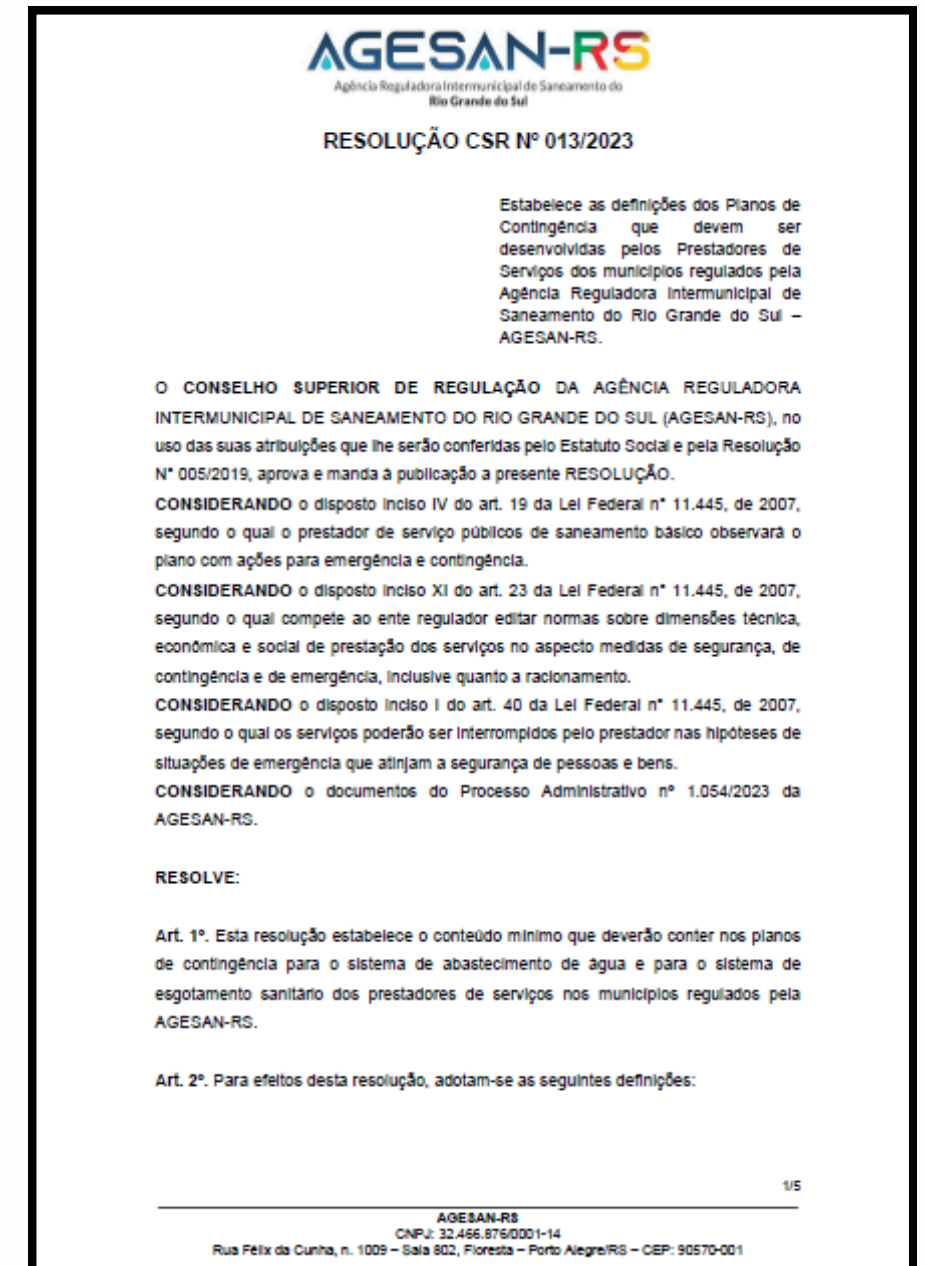 AGESAN-RS
Agência Reguladora Intermunicipal de Saneamento do
Rio Grande do Sul
RESOLUÇÃO CSR Nº 013/2023
Estabelece as definições dos Planos de
Contingência que devem ser
desenvolvidas pelos Prestadores de
Serviços dos municípios regulados pela
Agência Reguladora Intermunicipal de
Saneamento do Rio Grande do Sul –
AGESAN-RS.
O CONSELHO SUPERIOR DE REGULAÇÃO DA AGÊNCIA REGULADORA
INTERMUNICIPAL DE SANEAMENTO DO RIO GRANDE DO SUL (AGESAN-RS), no
uso das suas atribuições que lhe serão conferidas pelo Estatuto Social e pela Resolução
N° 005/2019, aprova e manda à publicação a presente RESOLUÇÃO.
CONSIDERANDO o disposto inciso IV do art. 19 da Lei Federal n° 11.445, de 2007,
segundo o qual o prestador de serviço públicos de saneamento básico observará o
plano com ações para emergência e contingência.
CONSIDERANDO o disposto inciso XI do art. 23 da Lei Federal n° 11.445, de 2007,
segundo o qual compete ao ente regulador editar normas sobre dimensões técnica,
econômica e social de prestação dos serviços no aspecto medidas de segurança, de
contingência e de emergência, inclusive quanto a racionamento.
CONSIDERANDO o disposto inciso I do art. 40 da Lei Federal n° 11.445, de 2007,
segundo o qual os serviços poderão ser interrompidos pelo prestador nas hipóteses de
situações de emergência que atinjam a segurança de pessoas e bens.
CONSIDERANDO o documentos do Processo Administrativo nº 1.054/2023 da
AGESAN-RS.
RESOLVE:
Art. 1º. Esta resolução estabelece o conteúdo mínimo que deverão conter nos planos
de contingência para o sistema de abastecimento de água e para o sistema de
esgotamento sanitário dos prestadores de serviços nos municípios regulados pela
AGESAN-RS.
Art. 2º. Para efeitos desta resolução, adotam-se as seguintes definições:
1/5
AGESAN-RS
CNPJ: 32.466.876/0001-14
Rua Félix da Cunha, n. 1009 – Sala 802, Floresta – Porto Alegre/RS – CEP: 90570-001